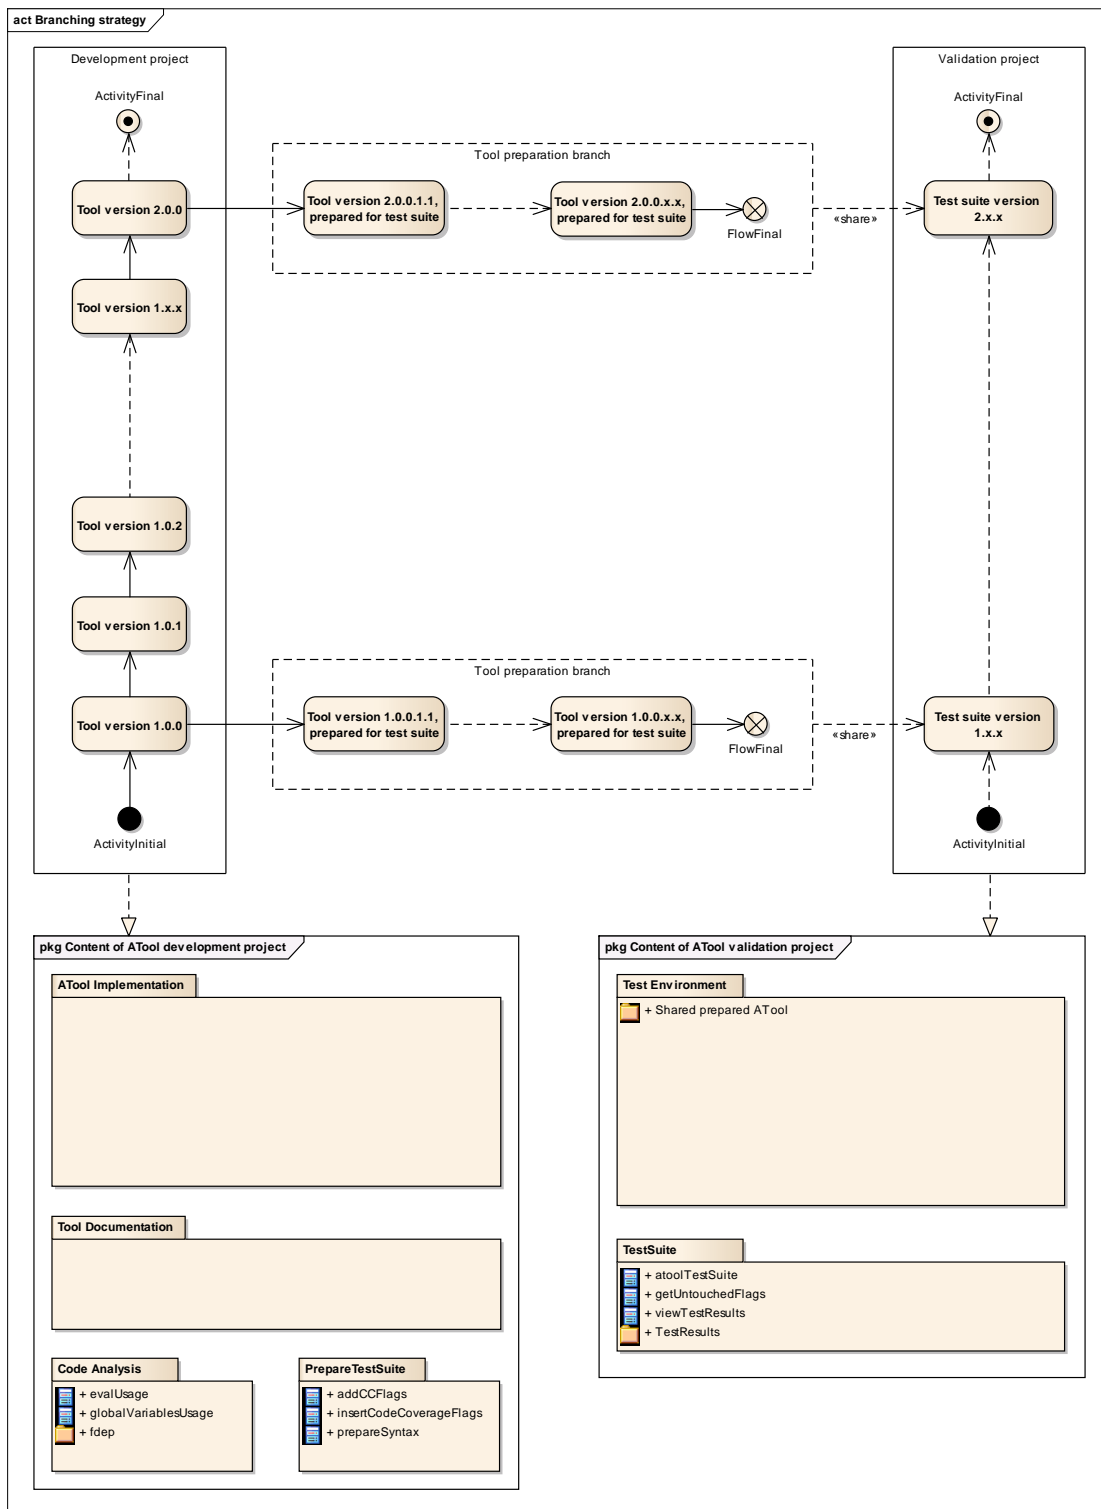 act Branching strategy
Development project
Validation project
ActivityFinal
ActivityFinal
Tool preparation branch
Tool version 2.0.0
Tool version 2.0.0.1.1,
prepared for test suite
Tool version 2.0.0.x.x,
prepared for test suite
FlowFinal
«share»
Test suite version
2.x.x
Tool version 1.x.x
Tool version 1.0.2
Tool version 1.0.1
Tool preparation branch
Tool version 1.0.0
Tool version 1.0.0.1.1,
prepared for test suite
Tool version 1.0.0.x.x,
prepared for test suite
FlowFinal
«share»
Test suite version
1.x.x
ActivityInitial
ActivityInitial
pkg Content of ATool development project
ATool Implementation
Tool Documentation
Code Analysis
+ evalUsage
+ globalVariablesUsage
+ fdep
PrepareTestSuite
+ addCCFlags
+ insertCodeCoverageFlags
+ prepareSyntax
pkg Content of ATool validation project
Test Environment
+ Shared prepared ATool
TestSuite
+ atoolTestSuite
+ getUntouchedFlags
+ viewTestResults
+ TestResults